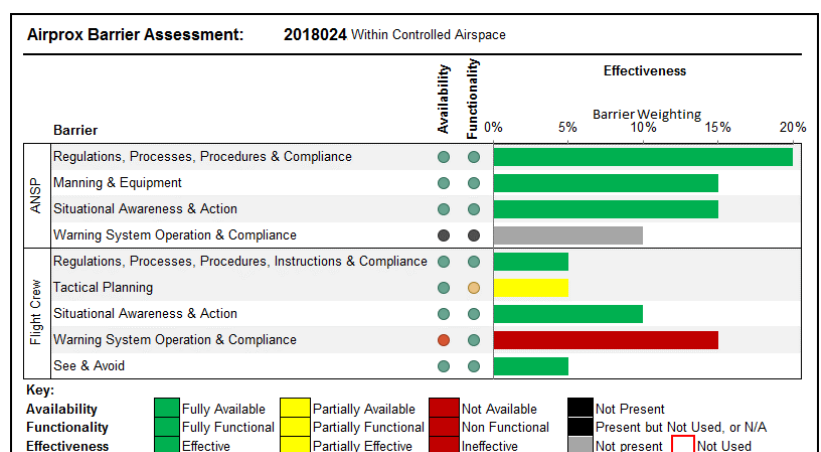 Airprox Barrier Assessment: 2018024 Within Controlled Airspace
Availability
Functionality
Effectiveness
Barrier Weighting
Barrier
0% 5% 10% 15% 20%
ANSP
Regulations, Processes, Procedures & Compliance
Manning & Equipment
Situational Awareness & Action
Warning System Operation & Compliance
Flight Crew
Regulations, Processes, Procedures, Instructions & Compliance
Tactical Planning
Situational Awareness & Action
Warning System Operation & Compliance
See & Avoid
Key:
Availability Fully Available Partially Available Not Available Not Present
Functionality Fully Functional Partially Functional Non Functional Present but Not Used, or N/A
Effectiveness Effective Partially Effective Ineffective Not present Not Used